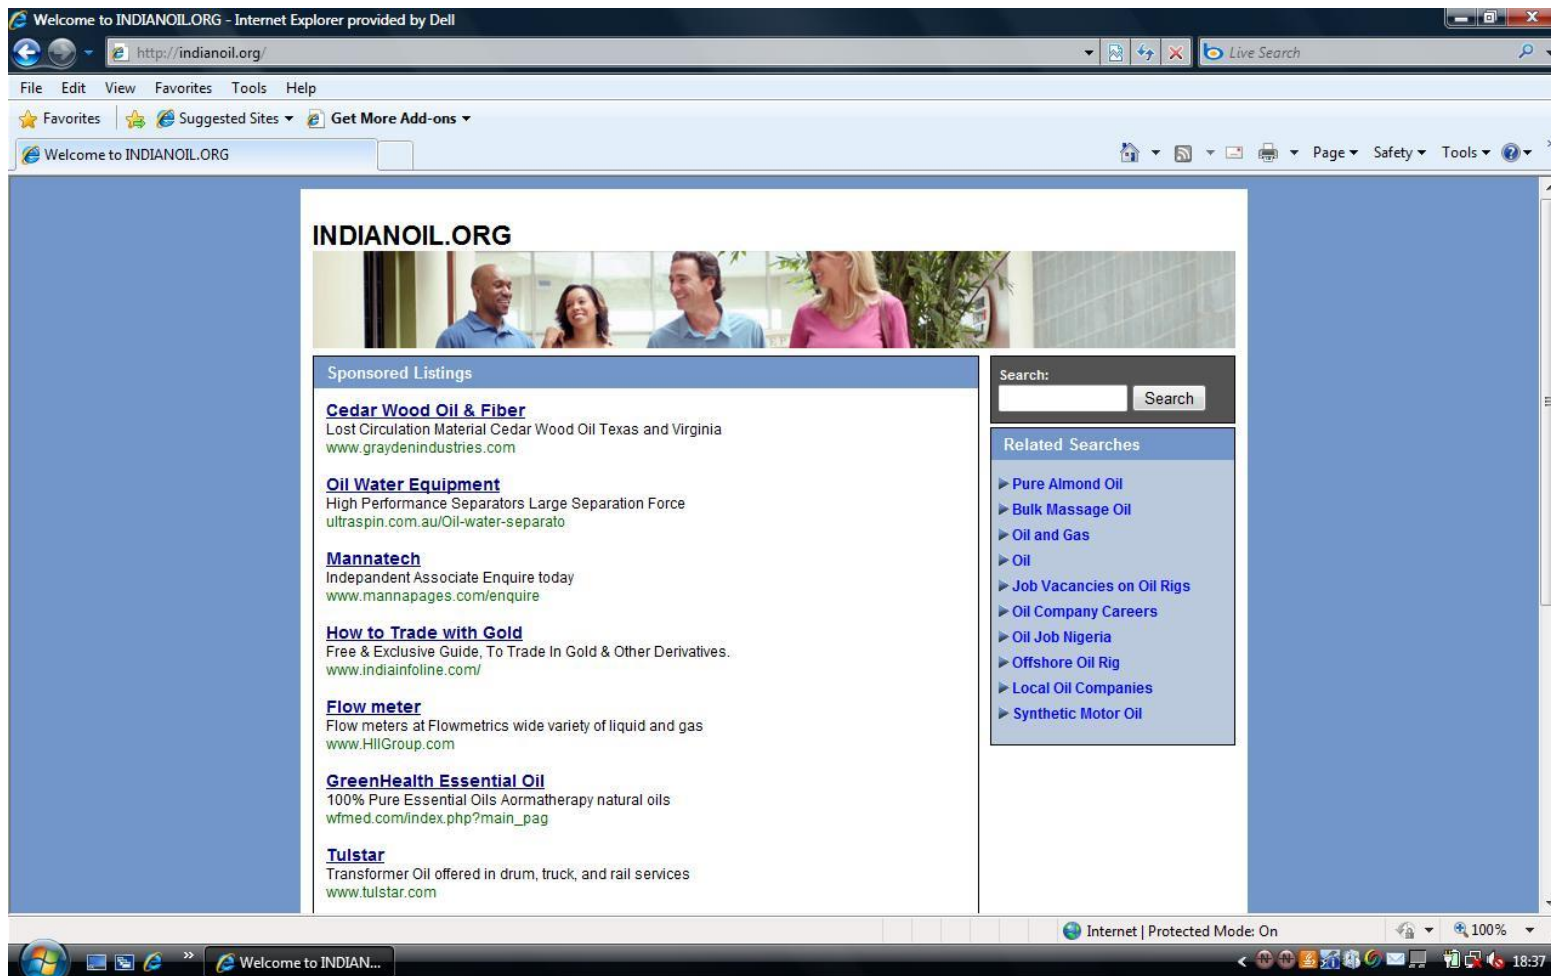 Welcome to INDIANOIL.ORG - Internet Explorer provided by Dell
http://indianoil.org/
Live Search
File Edit View Favorites Tools Help
Favorites Suggested Sites Get More Add-ons
Welcome to INDIANOIL.ORG
Page Safety Tools
INDIANOIL.ORG
Sponsored Listings
Cedar Wood Oil & Fiber
Lost Circulation Material Cedar Wood Oil Texas and Virginia
www.graydenindustries.com
Oil Water Equipment
High Performance Separators Large Separation Force
ultraspin.com.au/Oil-water-separato
Mannatech
Independant Associate Enquire today
www.mannapages.com/enquire
How to Trade with Gold
Free & Exclusive Guide, To Trade In Gold & Other Derivatives.
www.indiainfoline.com/
Flow meter
Flow meters at Flowmetrics wide variety of liquid and gas
www.HIIGroup.com
GreenHealth Essential Oil
100% Pure Essential Oils Aormatherapy natural oils
wfmed.com/index.php?main_pag
Tulstar
Transformer Oil offered in drum, truck, and rail services
www.tulstar.com
Search:
Search
Related Searches
Pure Almond Oil
Bulk Massage Oil
Oil and Gas
Oil
Job Vacancies on Oil Rigs
Oil Company Careers
Oil Job Nigeria
Offshore Oil Rig
Local Oil Companies
Synthetic Motor Oil
Internet | Protected Mode: On
100%
Welcome to INDIAN...
18:37